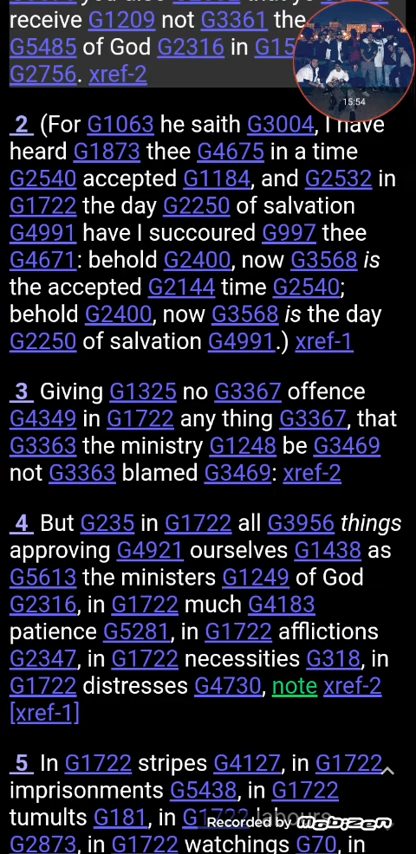 receive G1209 not G3361 the
G5485 of God G2316 in
G2756. xref-2
15:54
2 (For G1063 he saith G3004, I have
heard G1873 thee G4675 in a time
G2540 accepted G1184, and G2532 in
G1722 the day G2250 of salvation
G4991 have I succoured G997 thee
G4671: behold G2400, now G3568 is
the accepted G2144 time G2540;
behold G2400, now G3568 is the day
G2250 of salvation G4991.) xref-1
3 Giving G1325 no G3367 offence
G4349 in G1722 any thing G3367, that
G3363 the ministry G1248 be G3469
not G3363 blamed G3469: xref-2
4 But G235 in G1722 all G3956 things
approving G4921 ourselves G1438 as
G5613 the ministers G1249 of God
G2316, in G1722 much G4183
patience G5281, in G1722 afflictions
G2347, in G1722 necessities G318, in
G1722 distresses G4730, note xref-2
[xref-1]
5 In G1722 stripes G4127, in G1722,
imprisonments G5438, in G1722
tumults G181, in G1722 labours
Recorded by mobizen
G2873, in G1722 watchings G70, in